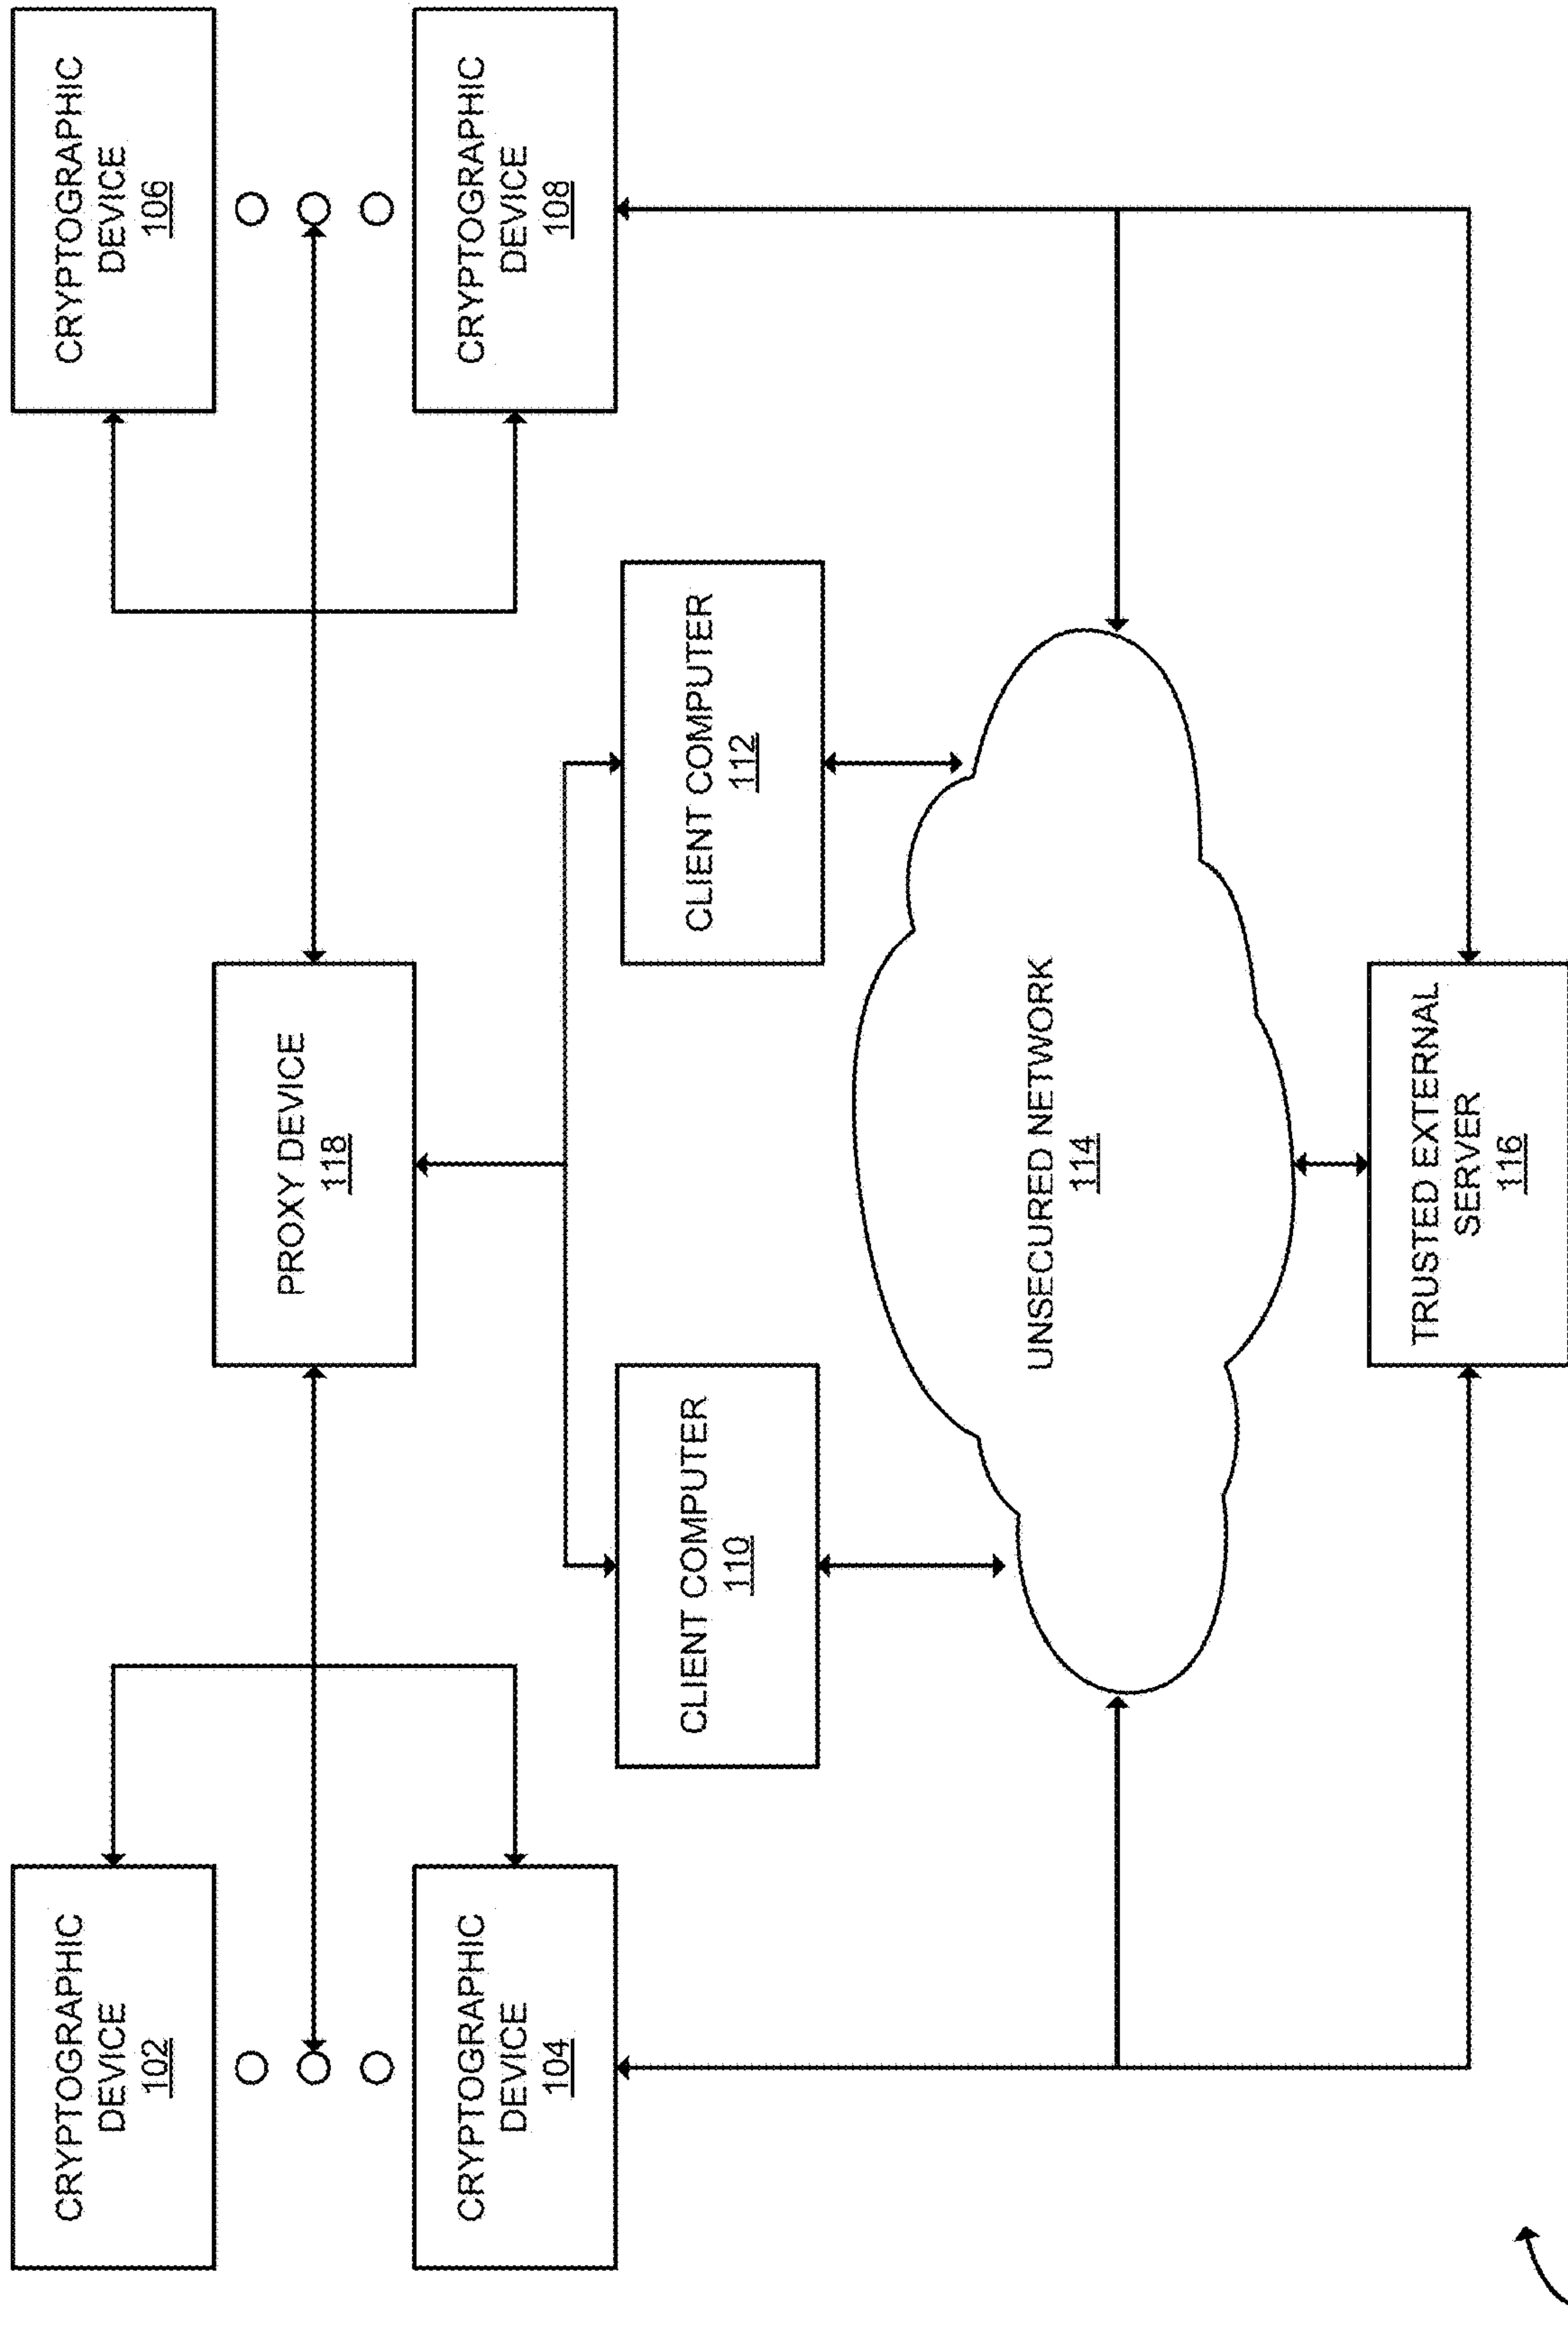 CRYPTOGRAPHIC
DEVICE
102
CRYPTOGRAPHIC
DEVICE
104
PROXY DEVICE
118
CRYPTOGRAPHIC
DEVICE
106
CRYPTOGRAPHIC
DEVICE
108
CLIENT COMPUTER
110
CLIENT COMPUTER
112
UNSECURED NETWORK
114
TRUSTED EXTERNAL
SERVER
116